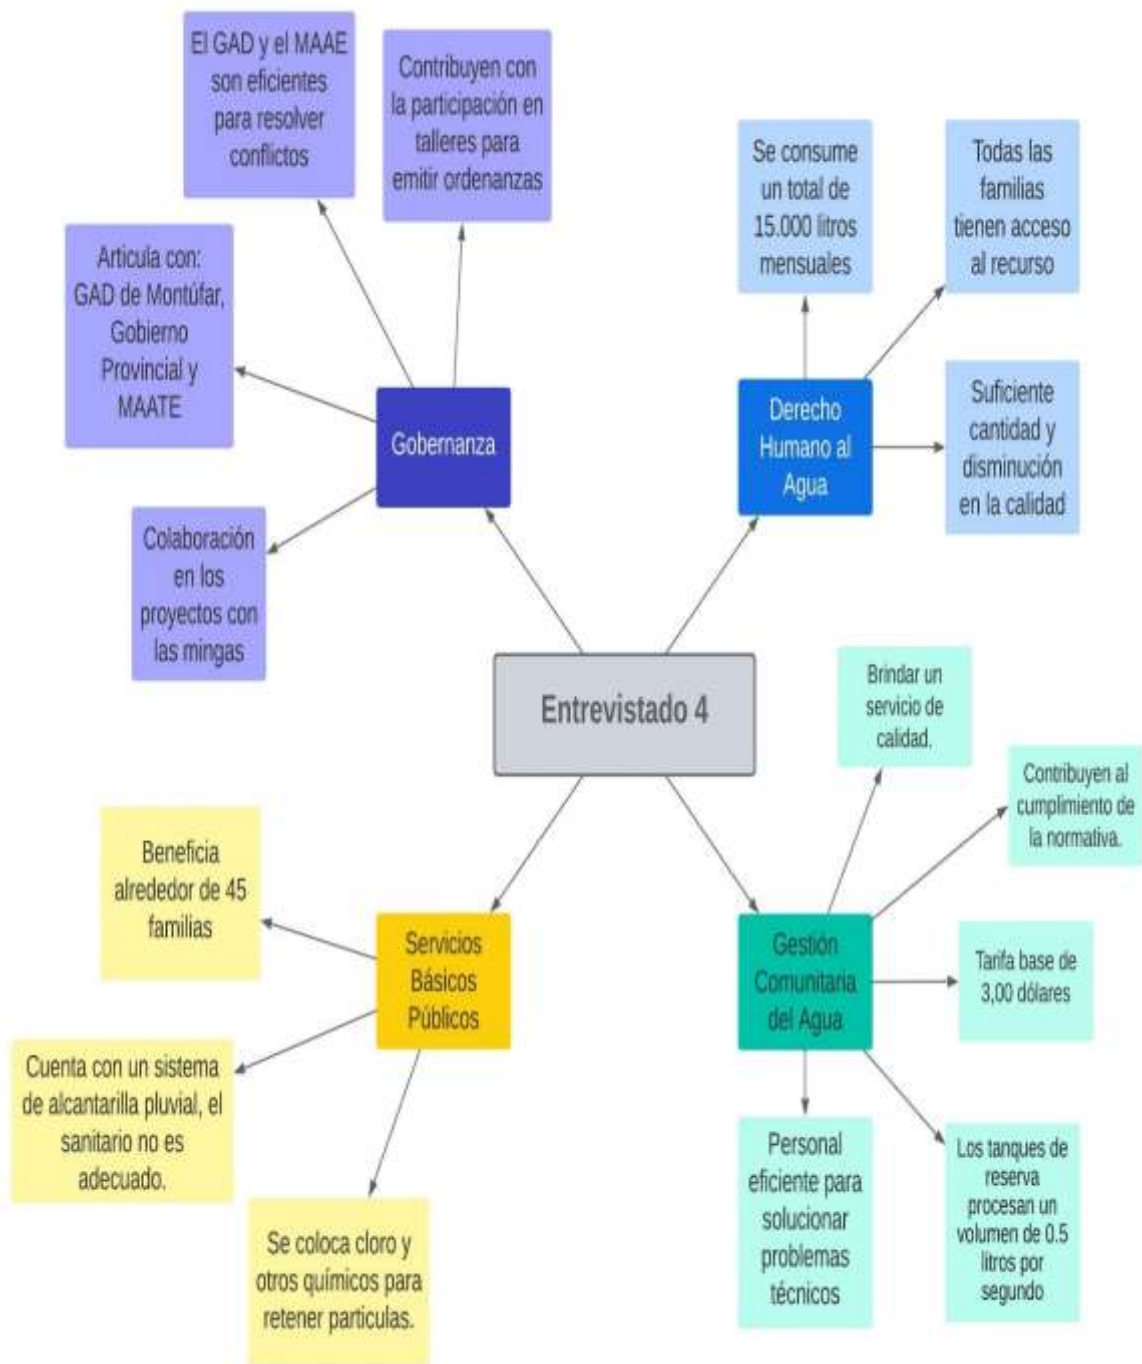 El GAD y el MAAE
son eficientes
para resolver
conflictos
Contribuyen con
la participación en
talleres para
emitir ordenanzas
Articula con:
GAD de Montúfar,
Gobierno
Provincial y
MAATE
Gobernanza
Colaboración
en los
proyectos con
las mingas
Se consume
un total de
15.000 litros
mensuales
Todas las
familias
tienen acceso
al recurso
Derecho
Humano al
Agua
Suficiente
cantidad y
disminución
en la calidad
Entrevistado 4
Beneficia
alrededor de 45
familias
Servicios
Básicos
Públicos
Cuenta con un sistema
de alcantarilla pluvial, el
sanitario no es
adecuado.
Se coloca cloro y
otros químicos para
retener particulas.
Brindar un
servicio de
calidad.
Contribuyen al
cumplimiento de
la normativa.
Gestión
Comunitaria
del Agua
Tarifa base de
3,00 dólares
Personal
eficiente para
solucionar
problemas
técnicos
Los tanques de
reserva
procesan un
volumen de 0.5
litros por
segundo